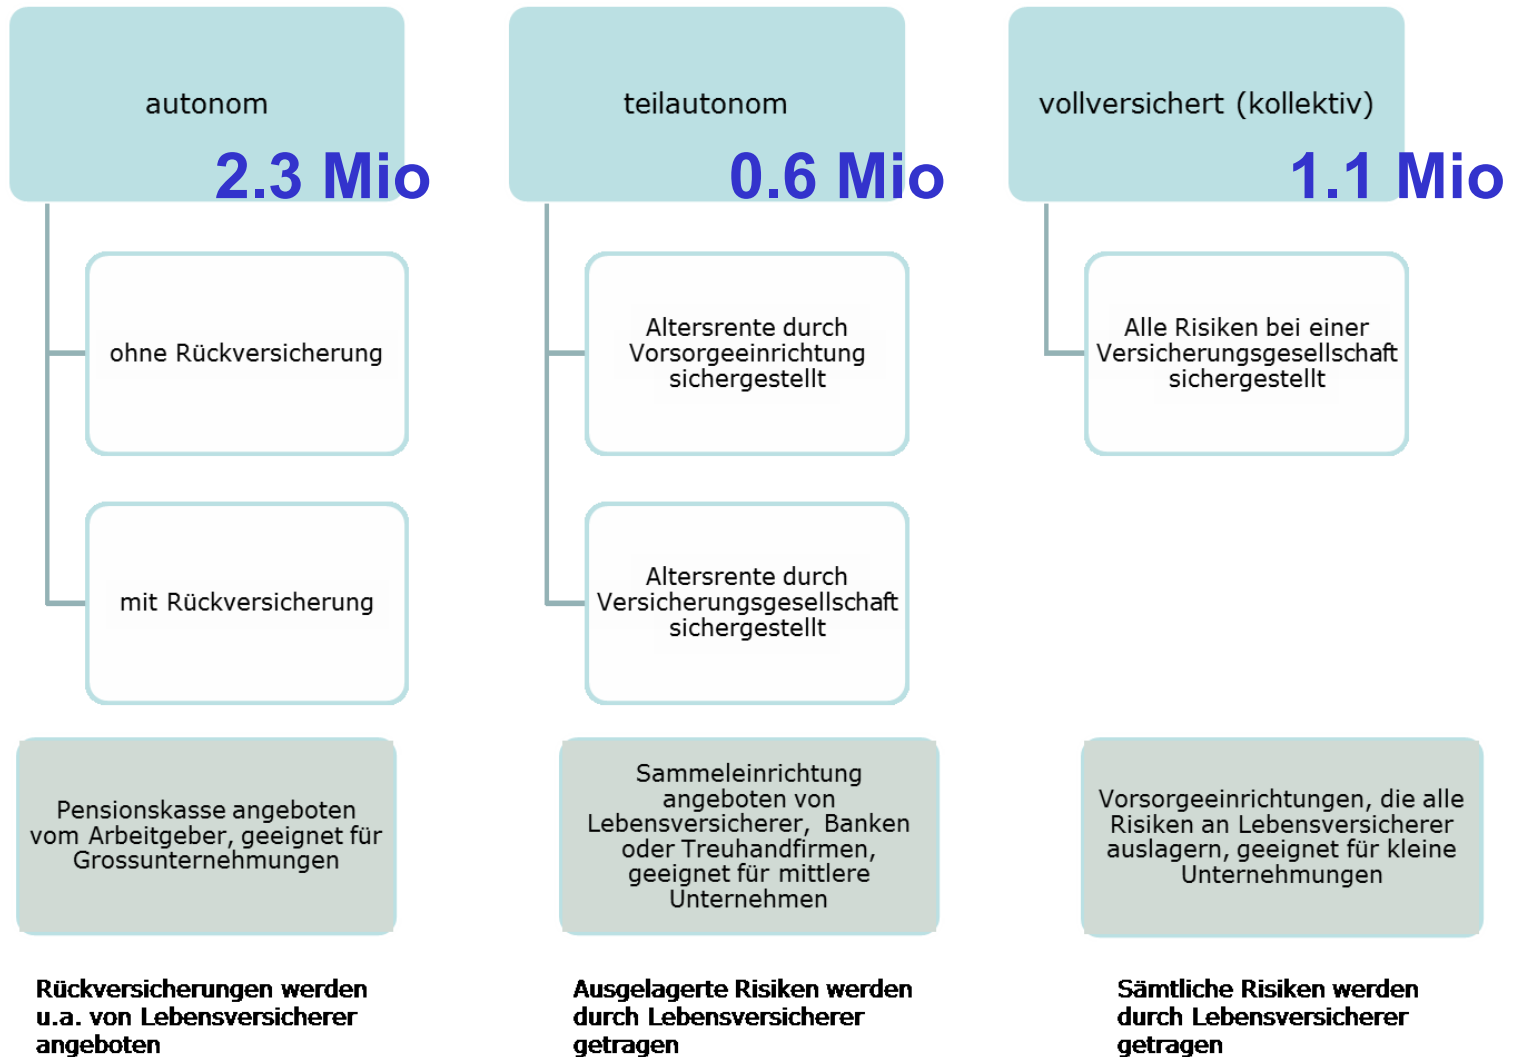 autonom
2.3 Mio
ohne Rückversicherung
mit Rückversicherung
Pensionskasse angeboten
vom Arbeitgeber, geeignet für
Grossunternehmungen
Rückversicherungen werden
u.a. von Lebensversicherer
angeboten
teilautonom
0.6 Mio
Altersrente durch
Vorsorgeeinrichtung
sichergestellt
Altersrente durch
Versicherungsgesellschaft
sichergestellt
Sammeleinrichtung
angeboten von
Lebensversicherer, Banken
oder Treuhandfirmen,
geeignet für mittlere
Unternehmen
Ausgelagerte Risiken werden
durch Lebensversicherer
getragen
vollversichert (kollektiv)
1.1 Mio
Alle Risiken bei einer
Versicherungsgesellschaft
sichergestellt
Vorsorgeeinrichtungen, die alle
Risiken an Lebensversicherer
auslagern, geeignet für kleine
Unternehmungen
Sämtliche Risiken werden
durch Lebensversicherer
getragen